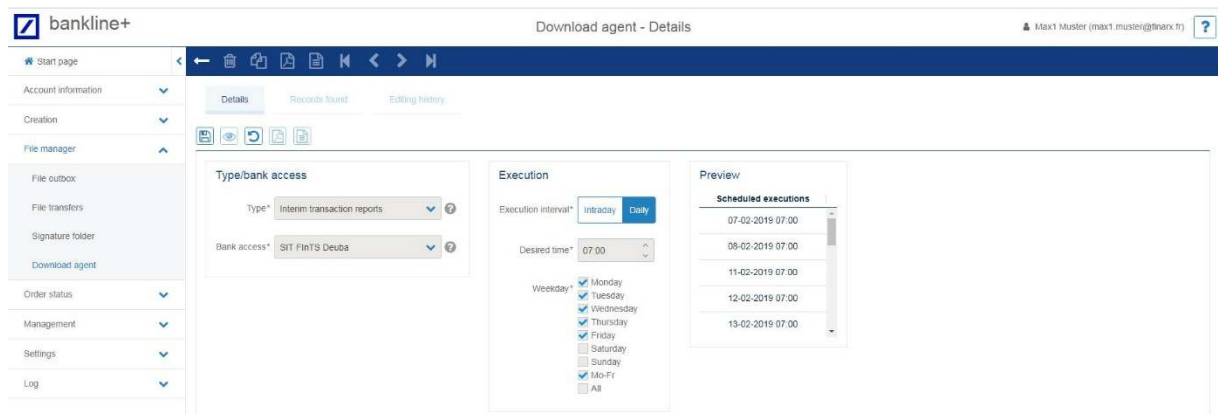 bankline+
Download agent - Details
Max1 Muster (max1.muster@finarx.fr)
?
Start page
Account information
Creation
File manager
File outbox
File transfers
Signature folder
Download agent
Order status
Management
Settings
Log
Details Records found Editing history
Type/bank access
Type* Interim transaction reports
Bank access* SIT FinTS Deuba
Execution
Execution interval* Intraday Daily
Desired time* 07:00
Weekday* Monday
Tuesday
Wednesday
Thursday
Friday
Saturday
Sunday
Mo-Fr
All
Preview
Scheduled executions
07-02-2019 07:00
08-02-2019 07:00
11-02-2019 07:00
12-02-2019 07:00
13-02-2019 07:00